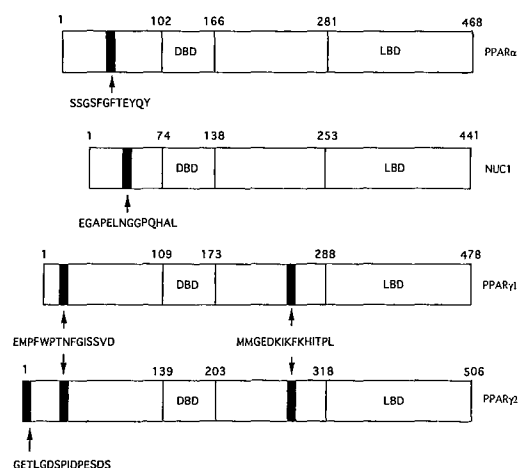 1 102 166 281 468
DBD LBD PPARα
SSGSFGFTEYQY
1 74 138 253 441
DBD LBD NUC1
EGAPELNGGPQHAL
1 109 173 288 478
DBD LBD PPARγ1
EMPFWPTNFGISSVD MMGEDKIKFKHITPL
1 139 203 318 506
DBD LBD PPARγ2
GETLGDSPIDPESDS